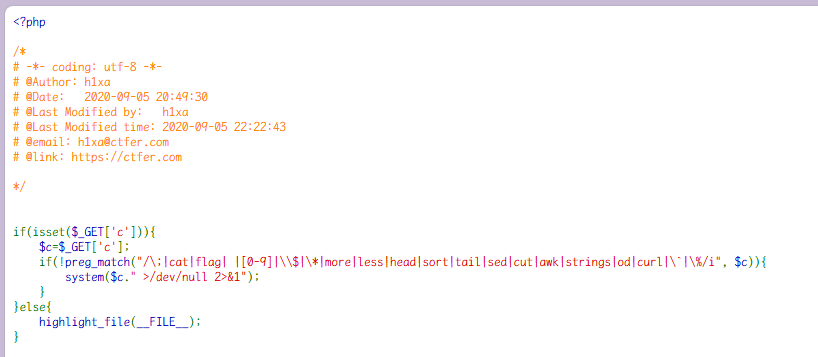 <?php
/*
# -*- coding: utf-8 -*-
# @Author: h1xa
# @Date:   2020-09-05 20:49:30
# @Last Modified by:   h1xa
# @Last Modified time: 2020-09-05 22:22:43
# @email: h1xa@ctfer.com
# @link: https://ctfer.com
*/
if(isset($_GET['c'])){
    $c=$_GET['c'];
    if(!preg_match("/\;|cat|flag| |[0-9]|\\$|\*|more|less|head|sort|tail|sed|cut|awk|strings|od|curl|\`|\%/i", $c)){
        system($c." >/dev/null 2>&1");
    }
}else{
    highlight_file(__FILE__);
}